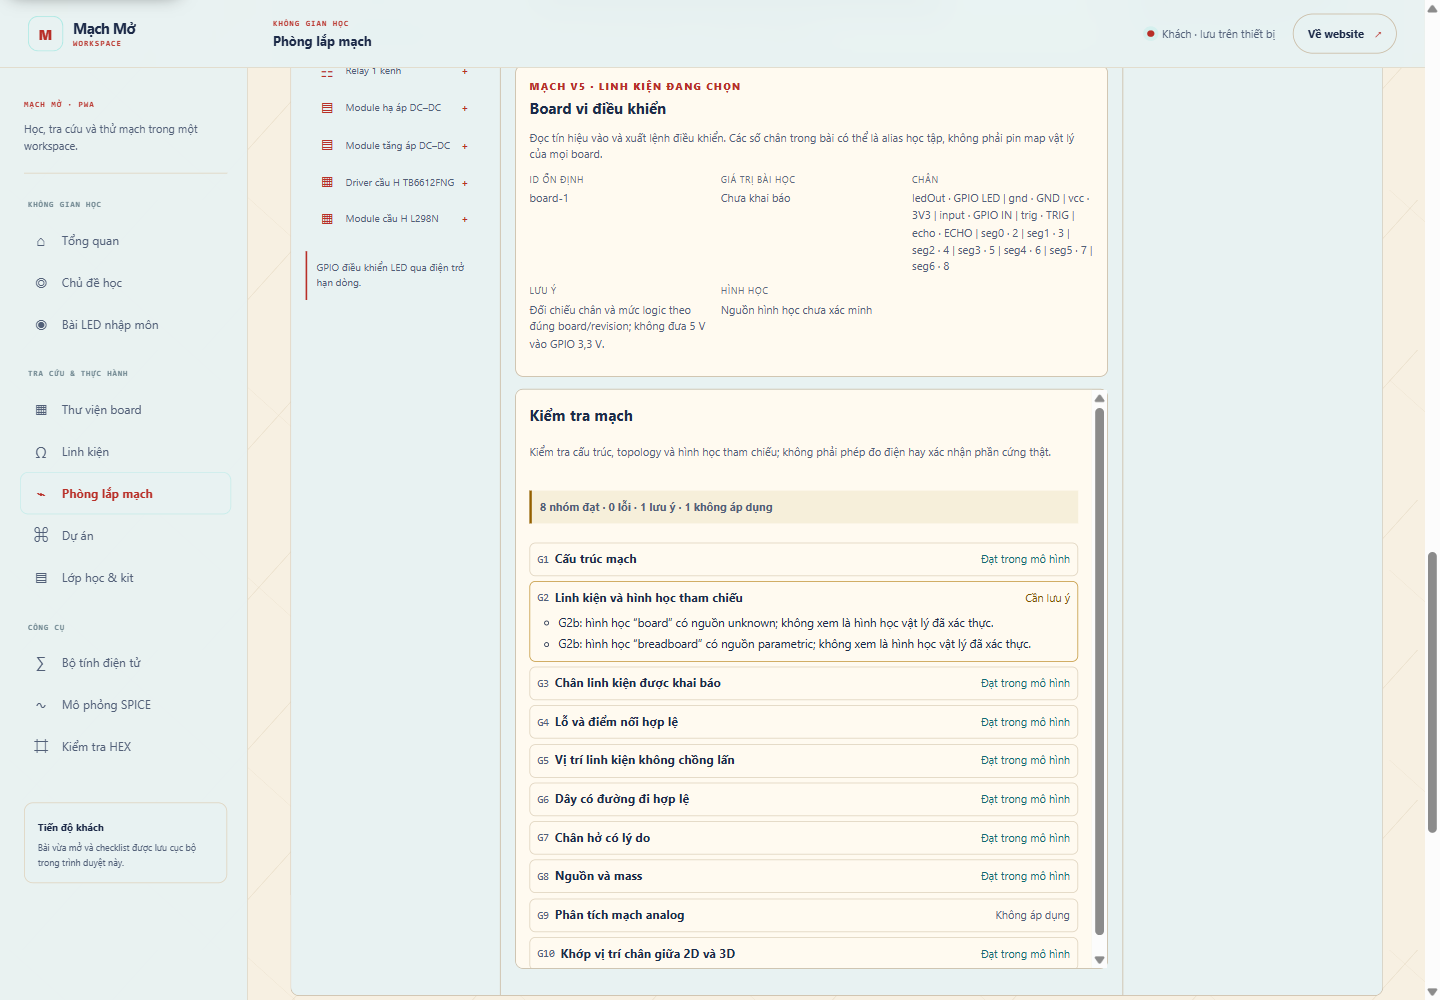 M
Mạch Mở
WORKSPACE
KHÔNG GIAN HỌC
Phòng lắp mạch
Khách · lưu trên thiết bị
Về website ↗
MẠCH MỞ · PWA
Học, tra cứu và thử mạch trong một
workspace.
KHÔNG GIAN HỌC
Tổng quan
Chủ đề học
Bài LED nhập môn
TRA CỨU & THỰC HÀNH
Thư viện board
Linh kiện
Phòng lắp mạch
Dự án
Lớp học & kit
CÔNG CỤ
Bộ tính điện tử
Mô phỏng SPICE
Kiểm tra HEX
Tiến độ khách
Bài vừa mở và checklist được lưu cục bộ
trong trình duyệt này.
Relay 1 kênh +
Module hạ áp DC–DC +
Module tăng áp DC–DC +
Driver cầu H TB6612FNG +
Module cầu H L298N +
GPIO điều khiển LED qua điện trở
hạn dòng.
MẠCH V5 · LINH KIỆN ĐANG CHỌN
Board vi điều khiển
Đọc tín hiệu vào và xuất lệnh điều khiển. Các số chân trong bài có thể là alias học tập, không phải pin map vật lý
của mọi board.
ID ỔN ĐỊNH
board-1
GIÁ TRỊ BÀI HỌC
Chưa khai báo
CHÂN
ledOut · GPIO LED | gnd · GND | vcc ·
3V3 | input · GPIO IN | trig · TRIG |
echo · ECHO | seg0 · 2 | seg1 · 3 |
seg2 · 4 | seg3 · 5 | seg4 · 6 | seg5 · 7 |
seg6 · 8
LƯU Ý
Đối chiếu chân và mức logic theo
đúng board/revision; không đưa 5 V
vào GPIO 3,3 V.
HÌNH HỌC
Nguồn hình học chưa xác minh
Kiểm tra mạch
Kiểm tra cấu trúc, topology và hình học tham chiếu; không phải phép đo điện hay xác nhận phần cứng thật.
8 nhóm đạt · 0 lỗi · 1 lưu ý · 1 không áp dụng
G1 Cấu trúc mạch Đạt trong mô hình
G2 Linh kiện và hình học tham chiếu Cần lưu ý
G2b: hình học “board” có nguồn unknown; không xem là hình học vật lý đã xác thực.
G2b: hình học “breadboard” có nguồn parametric; không xem là hình học vật lý đã xác thực.
G3 Chân linh kiện được khai báo Đạt trong mô hình
G4 Lỗ và điểm nối hợp lệ Đạt trong mô hình
G5 Vị trí linh kiện không chồng lấn Đạt trong mô hình
G6 Dây có đường đi hợp lệ Đạt trong mô hình
G7 Chân hở có lý do Đạt trong mô hình
G8 Nguồn và mass Đạt trong mô hình
G9 Phân tích mạch analog Không áp dụng
G10 Khớp vị trí chân giữa 2D và 3D Đạt trong mô hình